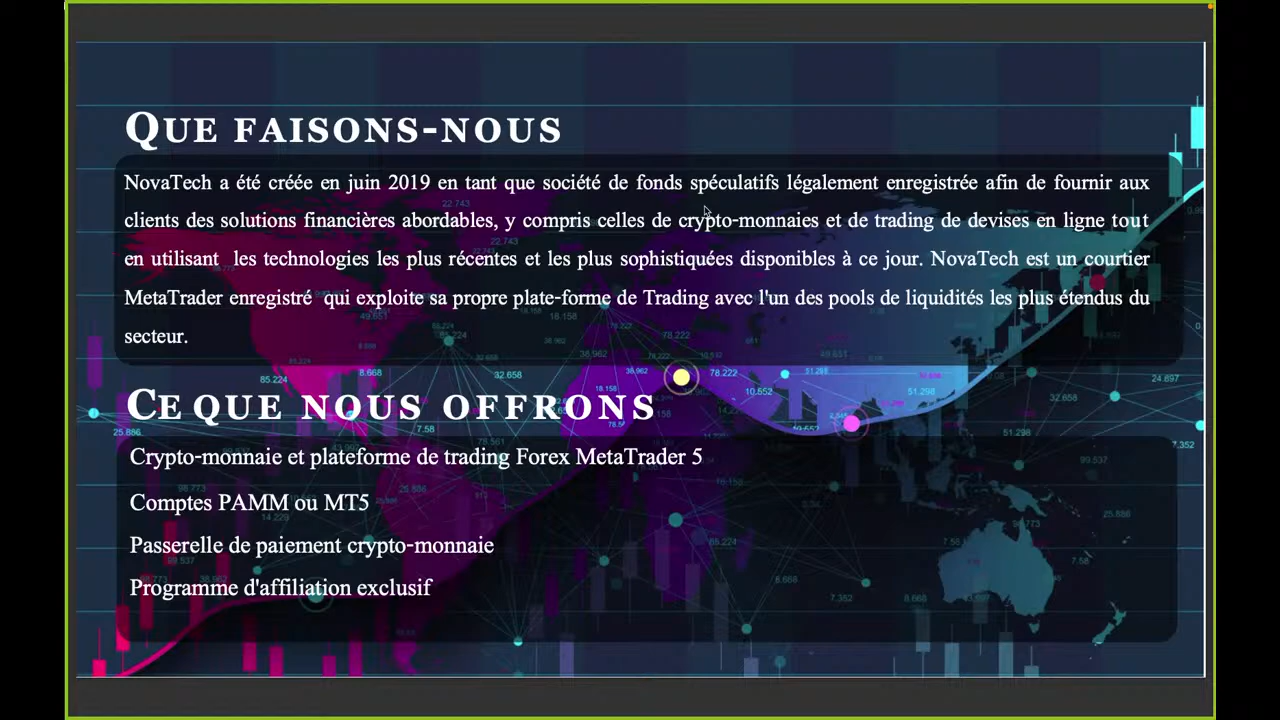 Que faisons-nous
NovaTech a été créée en juin 2019 en tant que société de fonds spéculatifs légalement enregistrée afin de fournir aux
clients des solutions financières abordables, y compris celles de crypto-monnaies et de trading de devises en ligne tout
en utilisant les technologies les plus récentes et les plus sophistiquées disponibles à ce jour. NovaTech est un courtier
MetaTrader enregistré qui exploite sa propre plate-forme de Trading avec l'un des pools de liquidités les plus étendus du
secteur.
Ce que nous offrons
Crypto-monnaie et plateforme de trading Forex MetaTrader 5
Comptes PAMM ou MT5
Passerelle de paiement crypto-monnaie
Programme d'affiliation exclusif